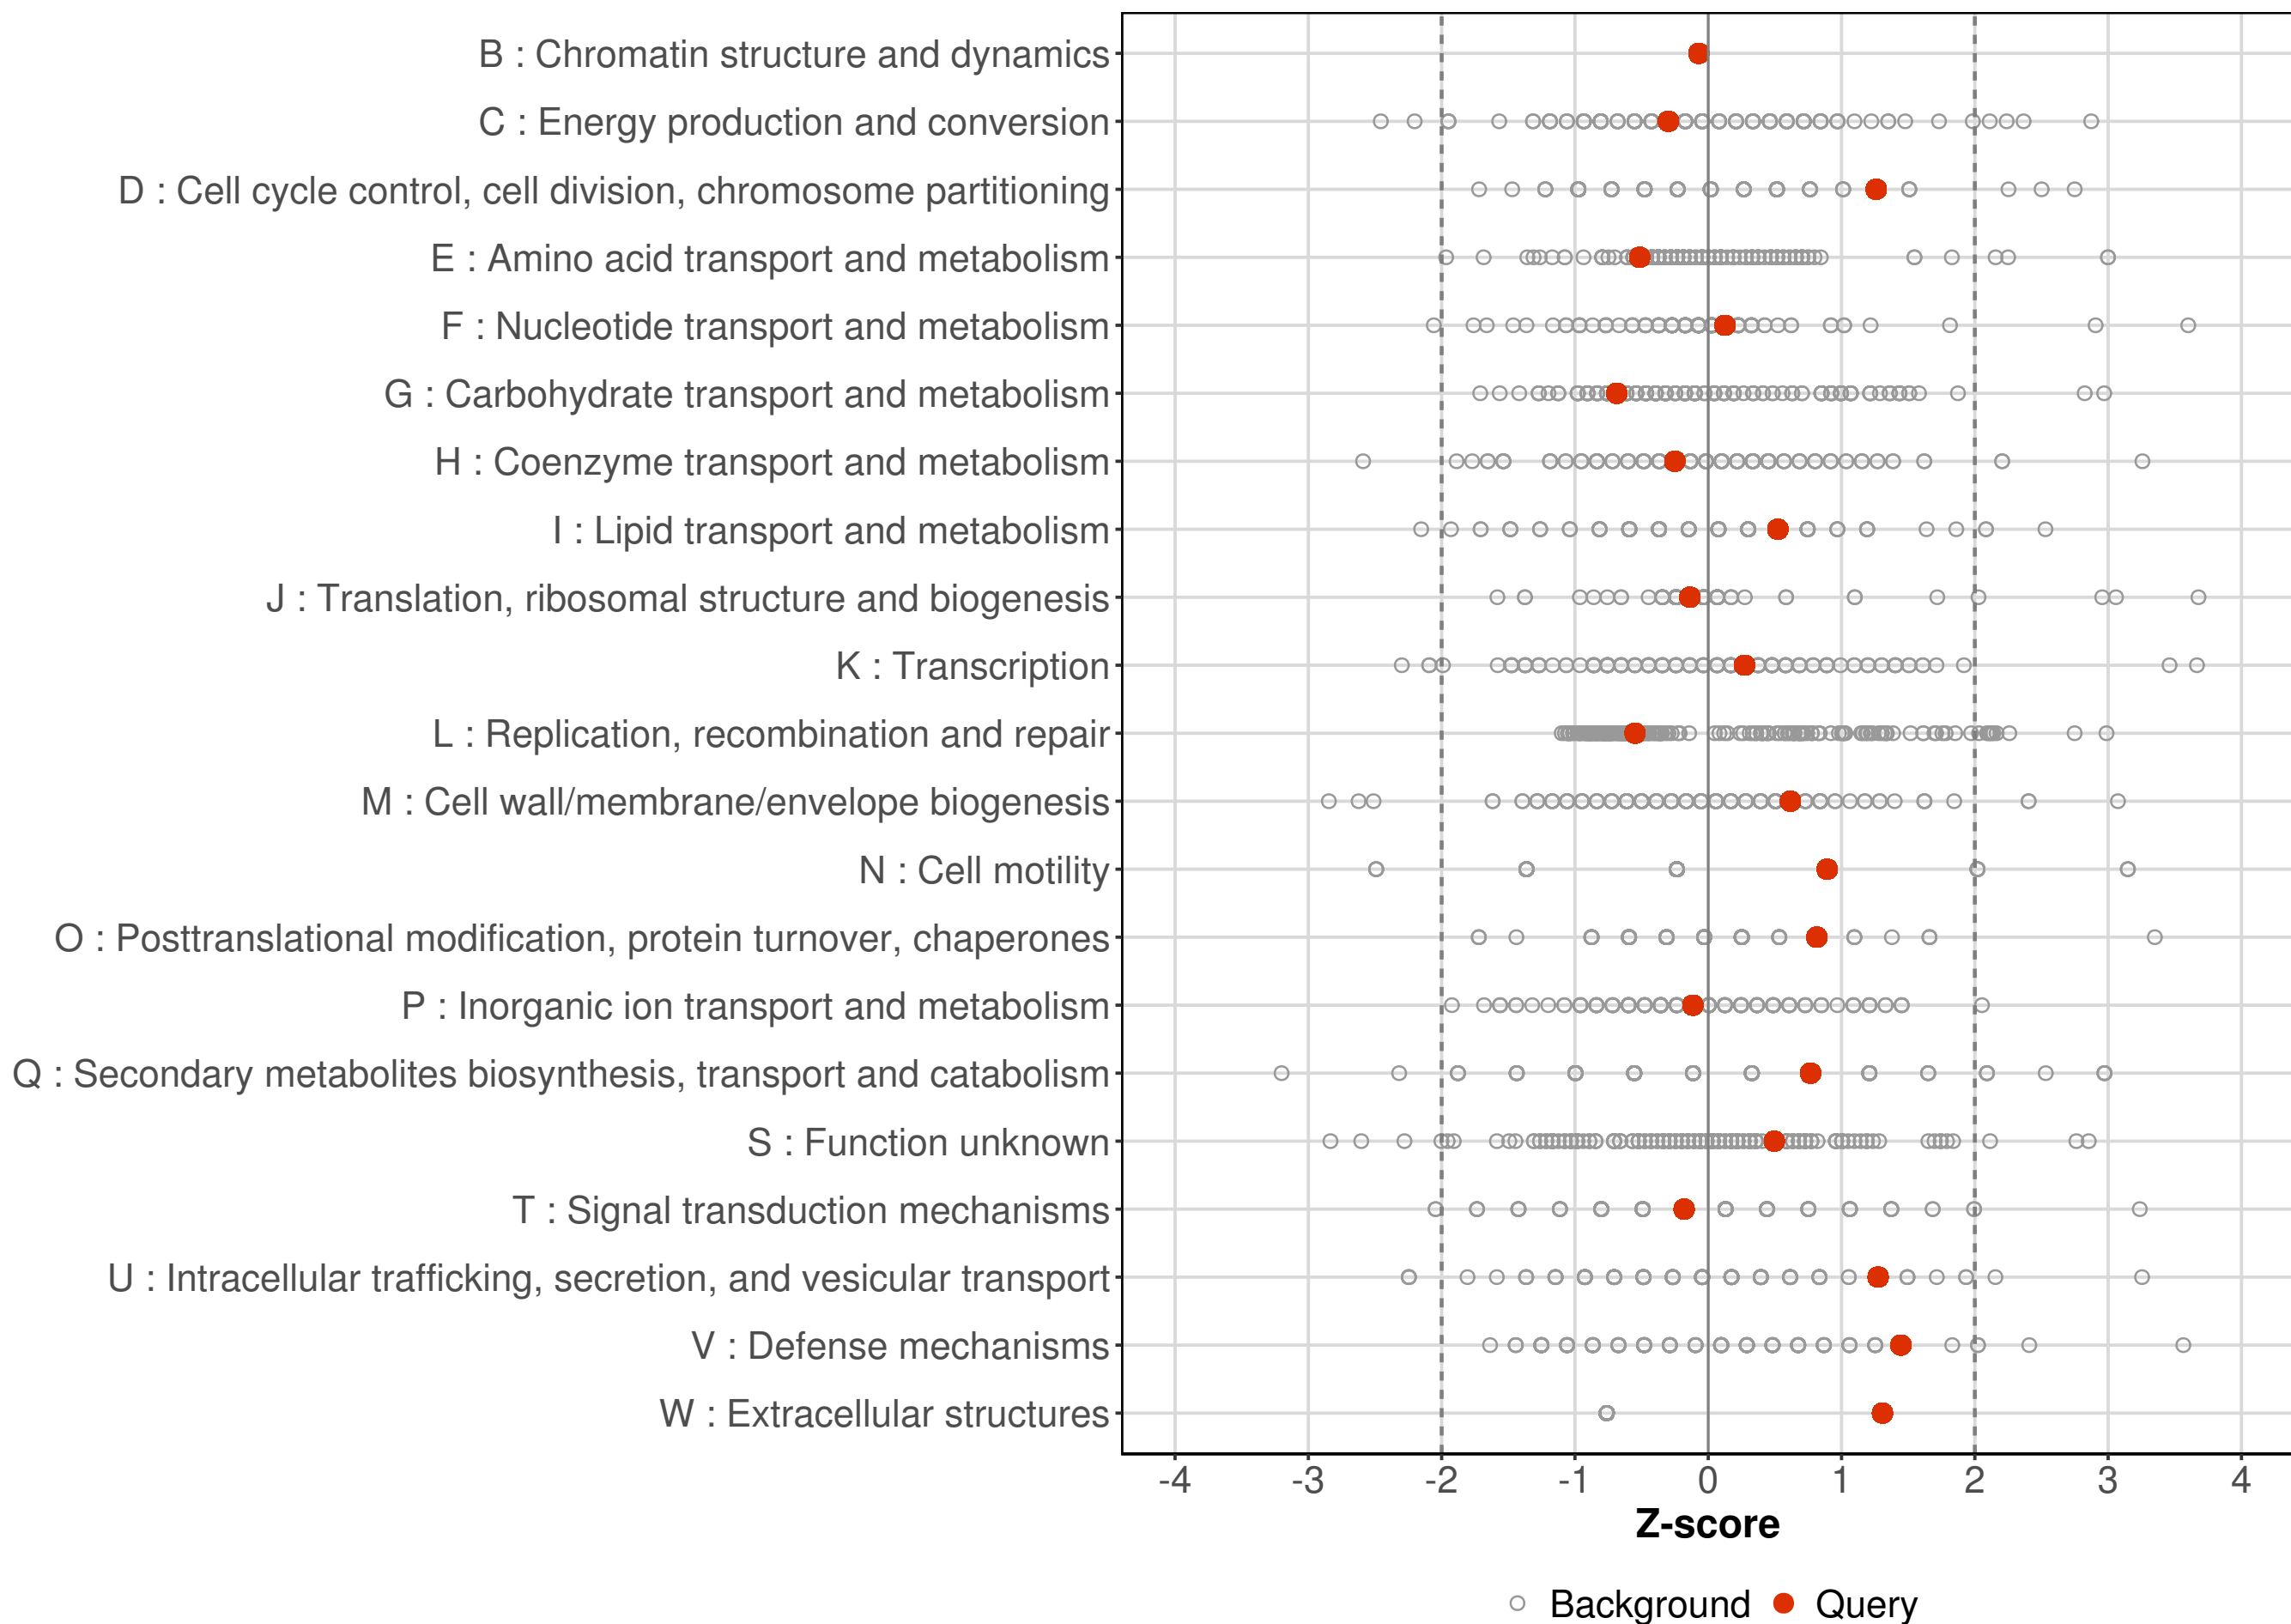 B : Chromatin structure and dynamics
C : Energy production and conversion
D : Cell cycle control, cell division, chromosome partitioning
E : Amino acid transport and metabolism
F : Nucleotide transport and metabolism
G : Carbohydrate transport and metabolism
H : Coenzyme transport and metabolism
I : Lipid transport and metabolism
J : Translation, ribosomal structure and biogenesis
K : Transcription
L : Replication, recombination and repair
M : Cell wall/membrane/envelope biogenesis
N : Cell motility
O : Posttranslational modification, protein turnover, chaperones
P : Inorganic ion transport and metabolism
Q : Secondary metabolites biosynthesis, transport and catabolism
S : Function unknown
T : Signal transduction mechanisms
U : Intracellular trafficking, secretion, and vesicular transport
V : Defense mechanisms
W : Extracellular structures
-4 -3 -2 -1 0 1 2 3 4
Z-score
Background Query